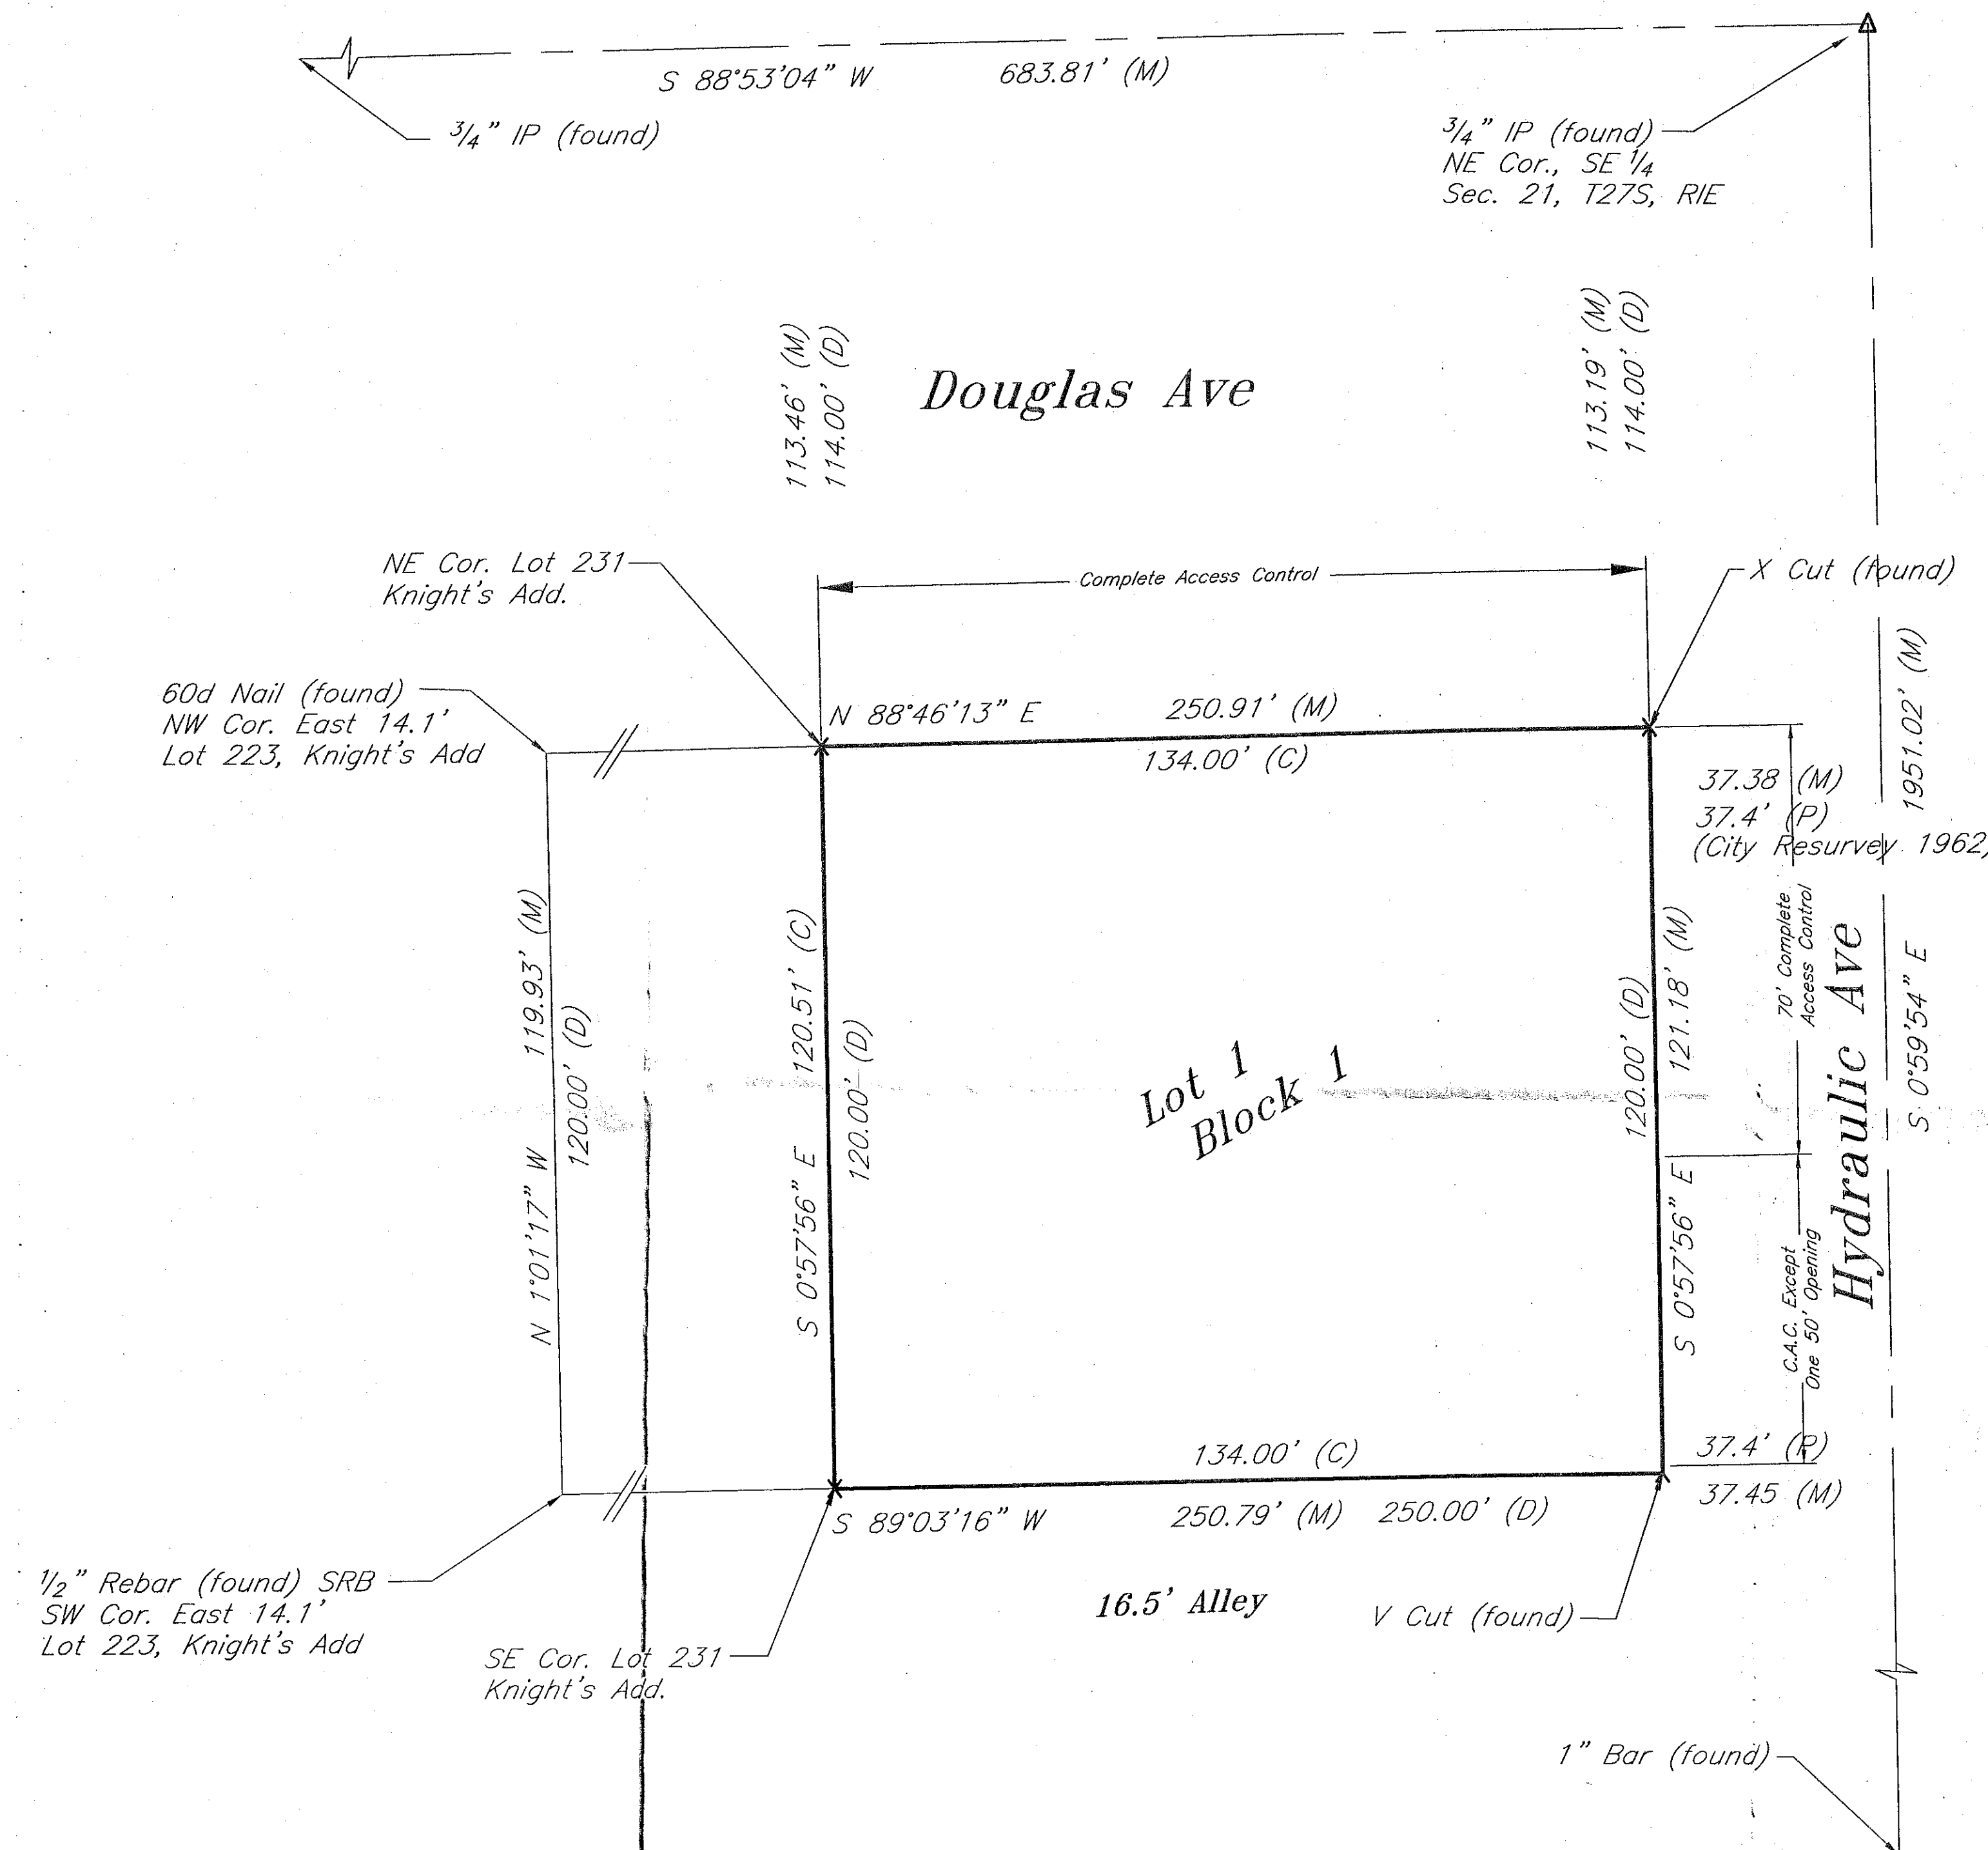 S 88°53'04" W 683.81' (M)
3/4" IP (found)
3/4" IP (found)
NE Cor., SE 1/4
Sec. 21, T27S, R1E
113.46' (M)
114.00' (D)
Douglas Ave
113.19' (M)
114.00' (D)
NE Cor. Lot 231
Knight's Add.
Complete Access Control
X Cut (found)
60d Nail (found)
NW Cor. East 14.1'
Lot 223, Knight's Add
N 88°46'13" E 250.91' (M)
134.00' (C)
37.38 (M)
37.4' (P)
(City Resurvey 1962)
1951.02' (M)
S 0°59'54" E
N 1°01'17" W 119.93' (M)
120.00' (D)
S 0°57'56" E 120.51' (C)
120.00' (D)
Lot 1
Block 1
120.00' (D)
S 0°57'56" E 121.18' (M)
70' Complete
Access Control
C.A.C. Except
One 50' Opening
Hydraulic Ave
134.00' (C)
S 89°03'16" W 250.79' (M) 250.00' (D)
37.4' (P)
37.45 (M)
1/2" Rebar (found) SRB
SW Cor. East 14.1'
Lot 223, Knight's Add
16.5' Alley
V Cut (found)
SE Cor. Lot 231
Knight's Add.
1" Bar (found)